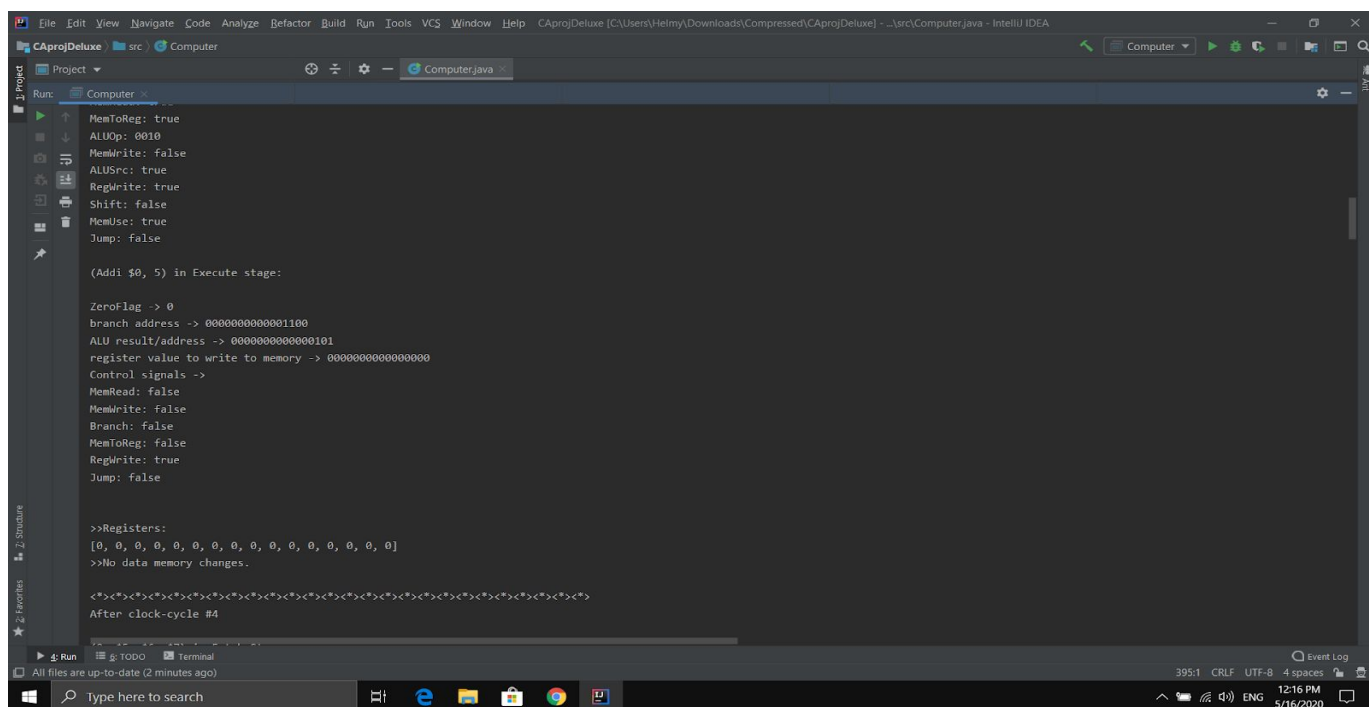 File Edit View Navigate Code Analyze Refactor Build Run Tools VCS Window Help CAprojDeluxe [C:\Users\Helmy\Downloads\Compressed\CAprojDeluxe] - ...\src\Computer.java - IntelliJ IDEA
CAprojDeluxe src Computer Computer
1: Project Project Computer.java Ant
Run: Computer
MemToReg: true
ALUOp: 0010
MemWrite: false
ALUSrc: true
RegWrite: true
Shift: false
MemUse: true
Jump: false
(Addi $0, 5) in Execute stage:
ZeroFlag -> 0
branch address -> 0000000000001100
ALU result/address -> 0000000000000101
register value to write to memory -> 0000000000000000
Control signals ->
MemRead: false
MemWrite: false
Branch: false
MemToReg: false
RegWrite: true
Jump: false
>>Registers:
[0, 0, 0, 0, 0, 0, 0, 0, 0, 0, 0, 0, 0, 0, 0, 0]
>>No data memory changes.
<*><*><*><*><*><*><*><*><*><*><*><*><*><*><*><*><*><*><*><*><*><*><*><*><*><*><*><*><*>
After clock-cycle #4
Z: Structure
2: Favorites
4: Run 6: TODO Terminal Event Log
All files are up-to-date (2 minutes ago) 395:1 CRLF UTF-8 4 spaces
Type here to search ENG 12:16 PM
5/16/2020